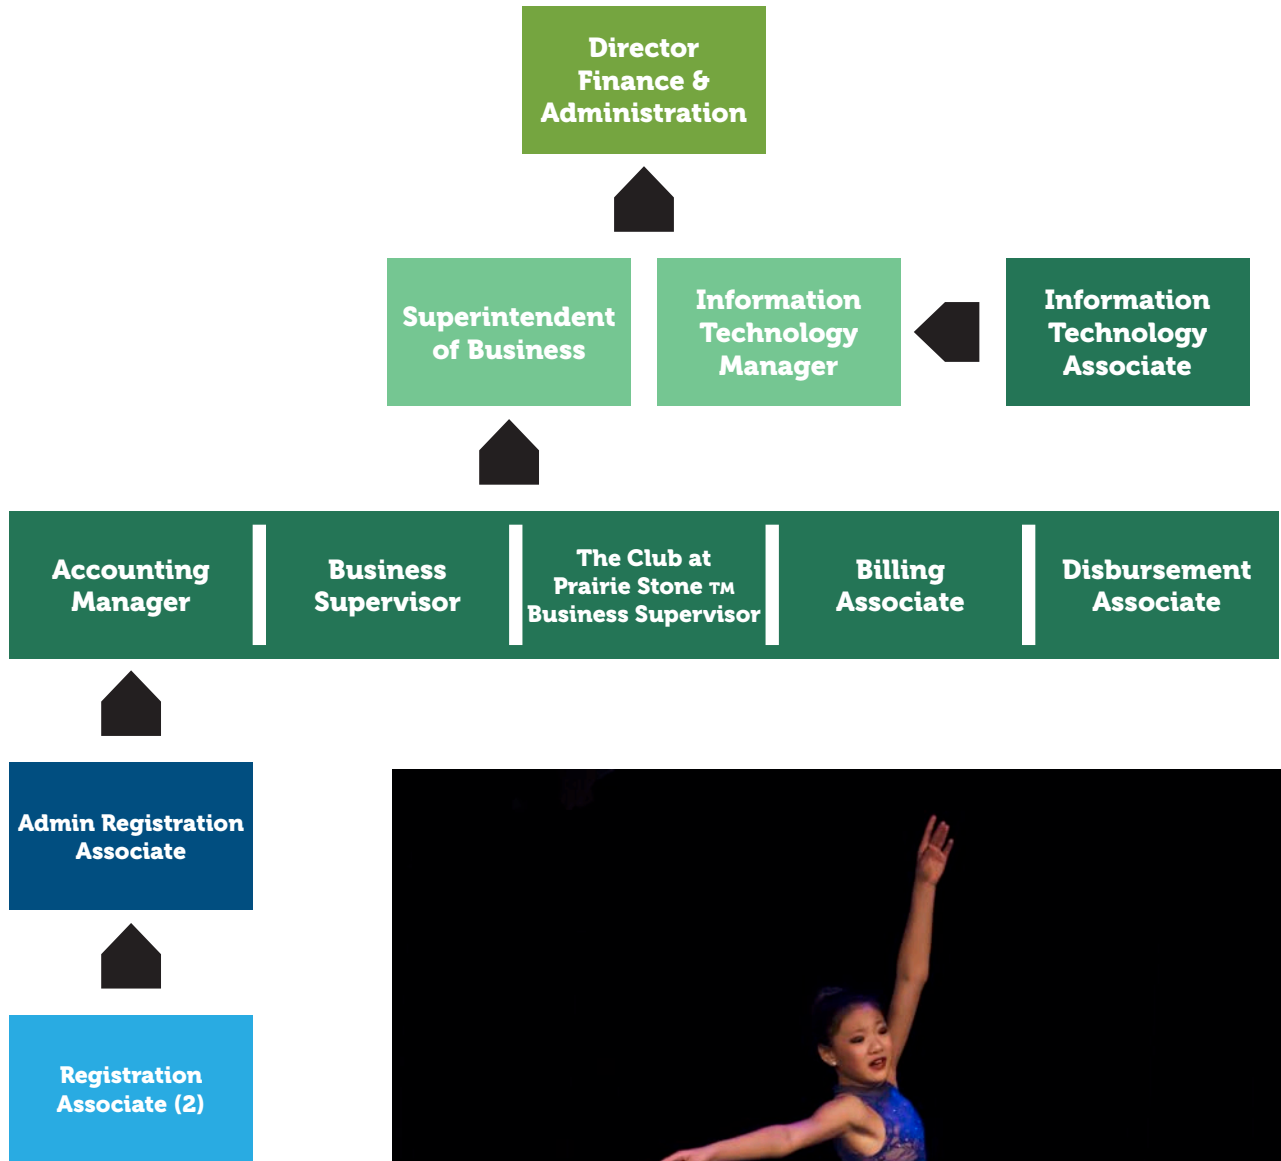 Director
Finance &
Administration
Superintendent
of Business
Information
Technology
Manager
Information
Technology
Associate
Accounting
Manager
Business
Supervisor
The Club at
Prairie Stone TM
Business Supervisor
Billing
Associate
Disbursement
Associate
Admin Registration
Associate
Registration
Associate (2)